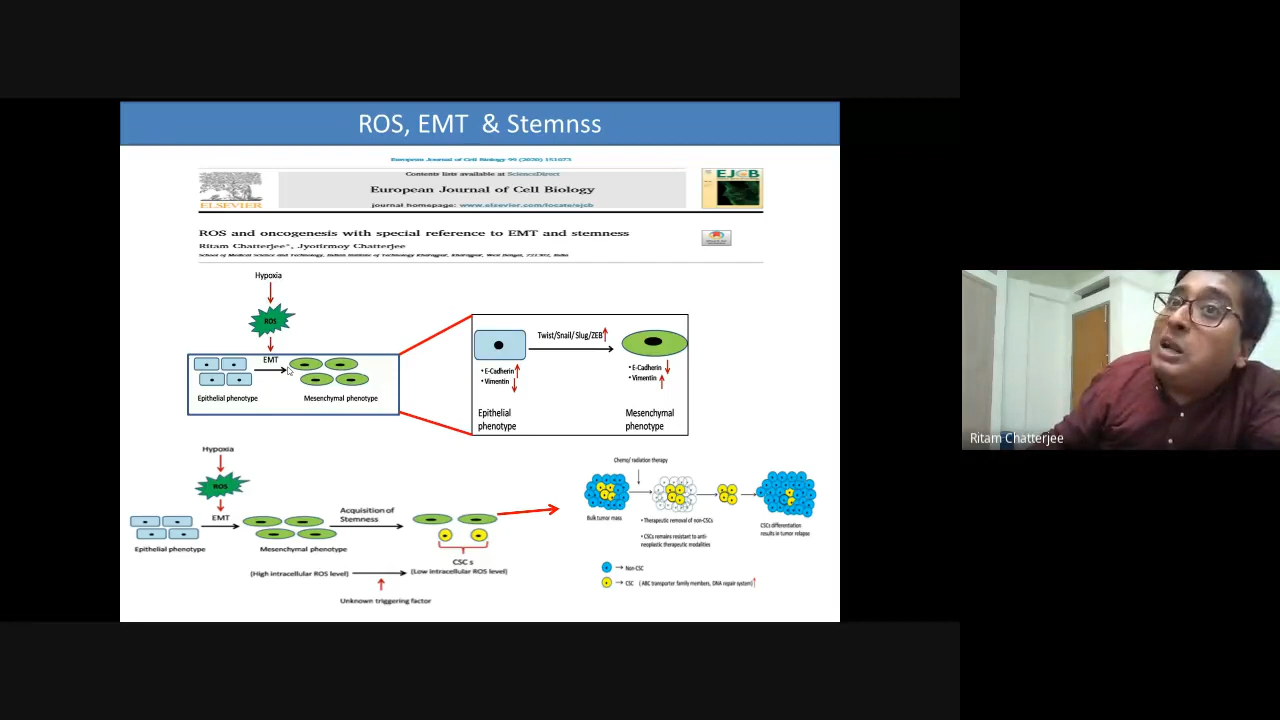 ROS, EMT & Stemnss
European Journal of Cell Biology 99 (2020) 151073
Contents lists available at ScienceDirect
European Journal of Cell Biology
journal homepage: www.elsevier.com/locate/ejcb
ELSEVIER
EJCB
ROS and oncogenesis with special reference to EMT and stemness
Ritam Chatterjee*, Jyotirmoy Chatterjee
School of Medical Science and Technology, Indian Institute of Technology Kharagpur, Kharagpur, West Bengal, 721302, India
Hypoxia
ROS
EMT
Epithelial phenotype
Mesenchymal phenotype
Twist/Snail/Slug/ZEB
• E-Cadherin
• Vimentin
• E-Cadherin
• Vimentin
Epithelial
phenotype
Mesenchymal
phenotype
Hypoxia
ROS
EMT
Epithelial phenotype
Mesenchymal phenotype
Acquisition of
Stemness
CSC s
(High intracellular ROS level)
(Low intracellular ROS level)
Unknown triggering factor
Chemo/ radiation therapy
Bulk tumor mass
• Therapeutic removal of non-CSCs
• CSCs remains resistant to anti-
neoplastic therapeutic modalities
CSCs differentiation
results in tumor relapse
Non-CSC
CSC ( ABC transporter family members, DNA repair system)
Ritam Chatterjee